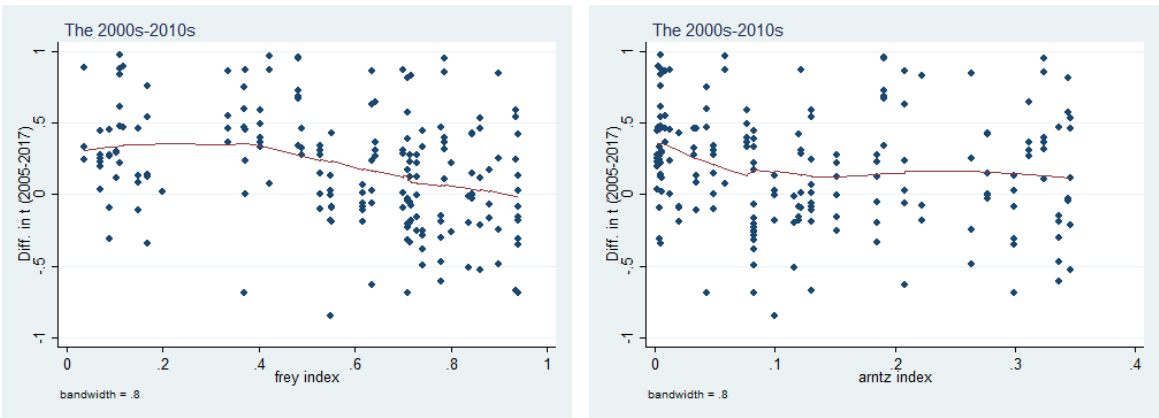 The 2000s-2010s
Diff. in t (2005-2017)
1
.5
0
-.5
-1
0
.2
.4
.6
.8
1
frey index
bandwidth = .8
The 2000s-2010s
Diff. in t (2005-2017)
1
.5
0
-.5
-1
0
.1
.2
.3
.4
arntz index
bandwidth = .8